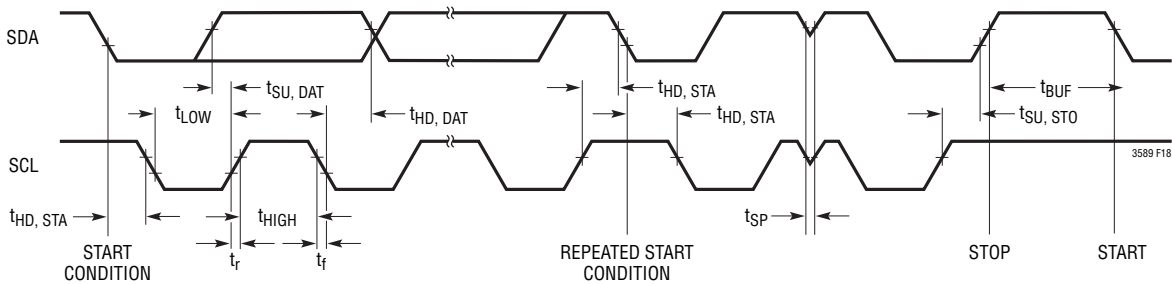 SDA
tSU, DAT
tHD, STA
tBUF
tLOW
tHD, DAT
tHD, STA
tSU, STO
SCL
3589 F18
tHD, STA
tHIGH
tSP
tr
tf
START
CONDITION
REPEATED START
CONDITION
STOP
START